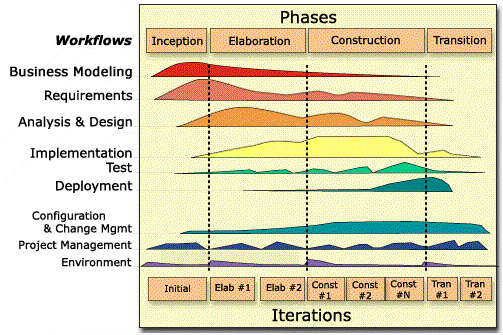 Phases
Workflows
Inception Elaboration Construction Transition
Business Modeling
Requirements
Analysis & Design
Implementation
Test
Deployment
Configuration
& Change Mgmt
Project Management
Environment
Initial Elab #1 Elab #2 Const #1 Const #2 Const #N Tran #1 Tran #2
Iterations